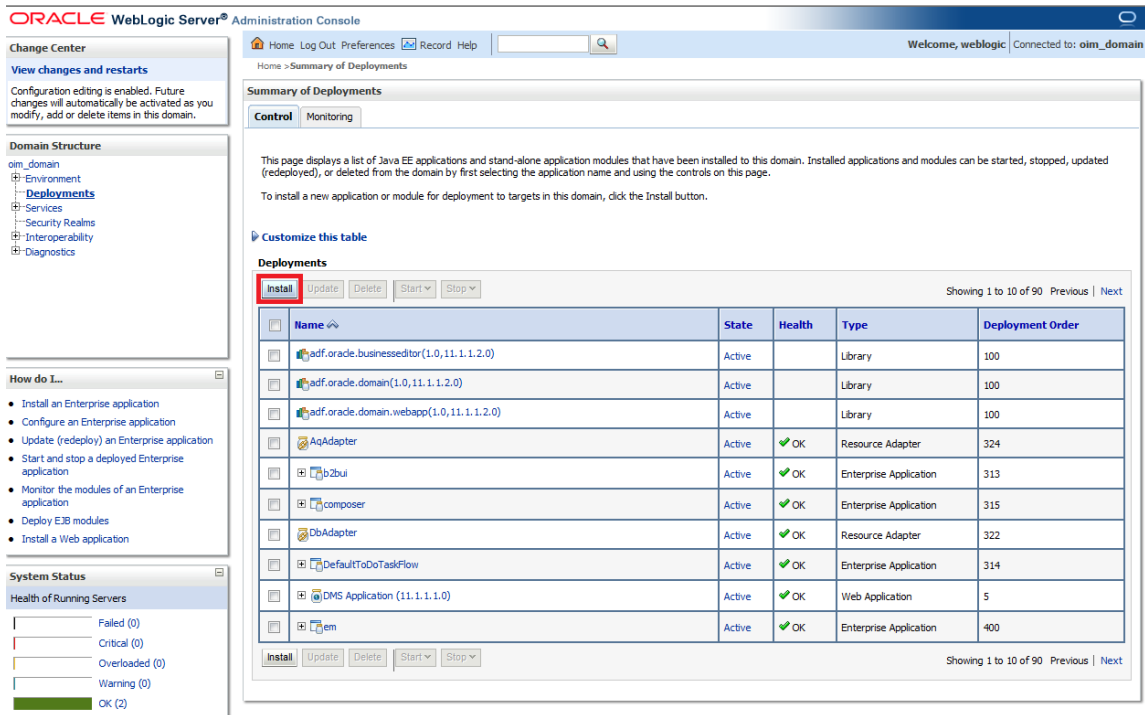 ORACLE WebLogic Server® Administration Console
Change Center
View changes and restarts
Configuration editing is enabled. Future
changes will automatically be activated as you
modify, add or delete items in this domain.
Domain Structure
oim_domain
Environment
Deployments
Services
Security Realms
Interoperability
Diagnostics
How do I...
Install an Enterprise application
Configure an Enterprise application
Update (redeploy) an Enterprise application
Start and stop a deployed Enterprise
application
Monitor the modules of an Enterprise
application
Deploy EJB modules
Install a Web application
System Status
Health of Running Servers
Failed (0)
Critical (0)
Overloaded (0)
Warning (0)
OK (2)
Home Log Out Preferences Record Help
Welcome, weblogic Connected to: oim_domain
Home >Summary of Deployments
Summary of Deployments
Control Monitoring
This page displays a list of Java EE applications and stand-alone application modules that have been installed to this domain. Installed applications and modules can be started, stopped, updated
(redeployed), or deleted from the domain by first selecting the application name and using the controls on this page.
To install a new application or module for deployment to targets in this domain, click the Install button.
Customize this table
Deployments
Install Update Delete Start Stop Showing 1 to 10 of 90 Previous | Next
Name State Health Type Deployment Order
adf.oracle.businesseditor(1.0,11.1.1.2.0) Active Library 100
adf.oracle.domain(1.0,11.1.1.2.0) Active Library 100
adf.oracle.domain.webapp(1.0,11.1.1.2.0) Active Library 100
AqAdapter Active OK Resource Adapter 324
b2bui Active OK Enterprise Application 313
composer Active OK Enterprise Application 315
DbAdapter Active OK Resource Adapter 322
DefaultToDoTaskFlow Active OK Enterprise Application 314
DMS Application (11.1.1.1.0) Active OK Web Application 5
em Active OK Enterprise Application 400
Install Update Delete Start Stop Showing 1 to 10 of 90 Previous | Next